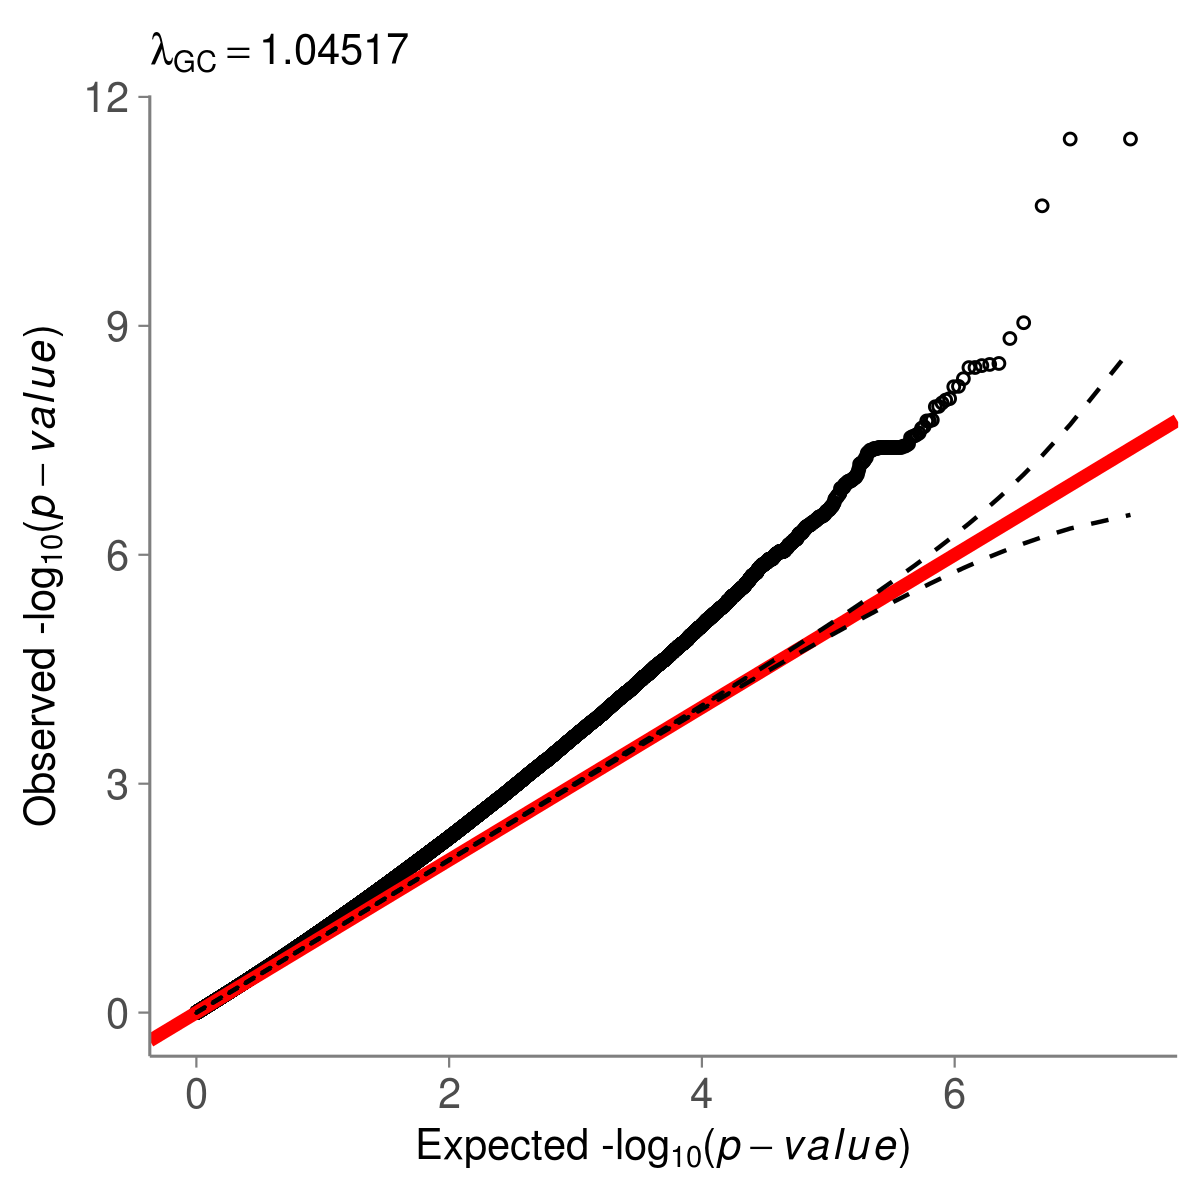 λGC = 1.04517
12
9
6
3
0
Observed -log10(p − value)
0 2 4 6
Expected -log10(p − value)